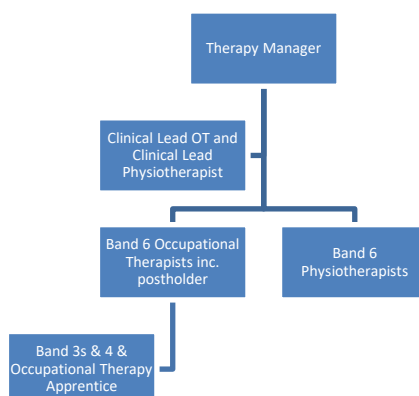 Therapy Manager
Clinical Lead OT and
Clinical Lead
Physiotherapist
Band 6 Occupational
Therapists inc.
postholder
Band 6
Physiotherapists
Band 3s & 4 &
Occupational Therapy
Apprentice